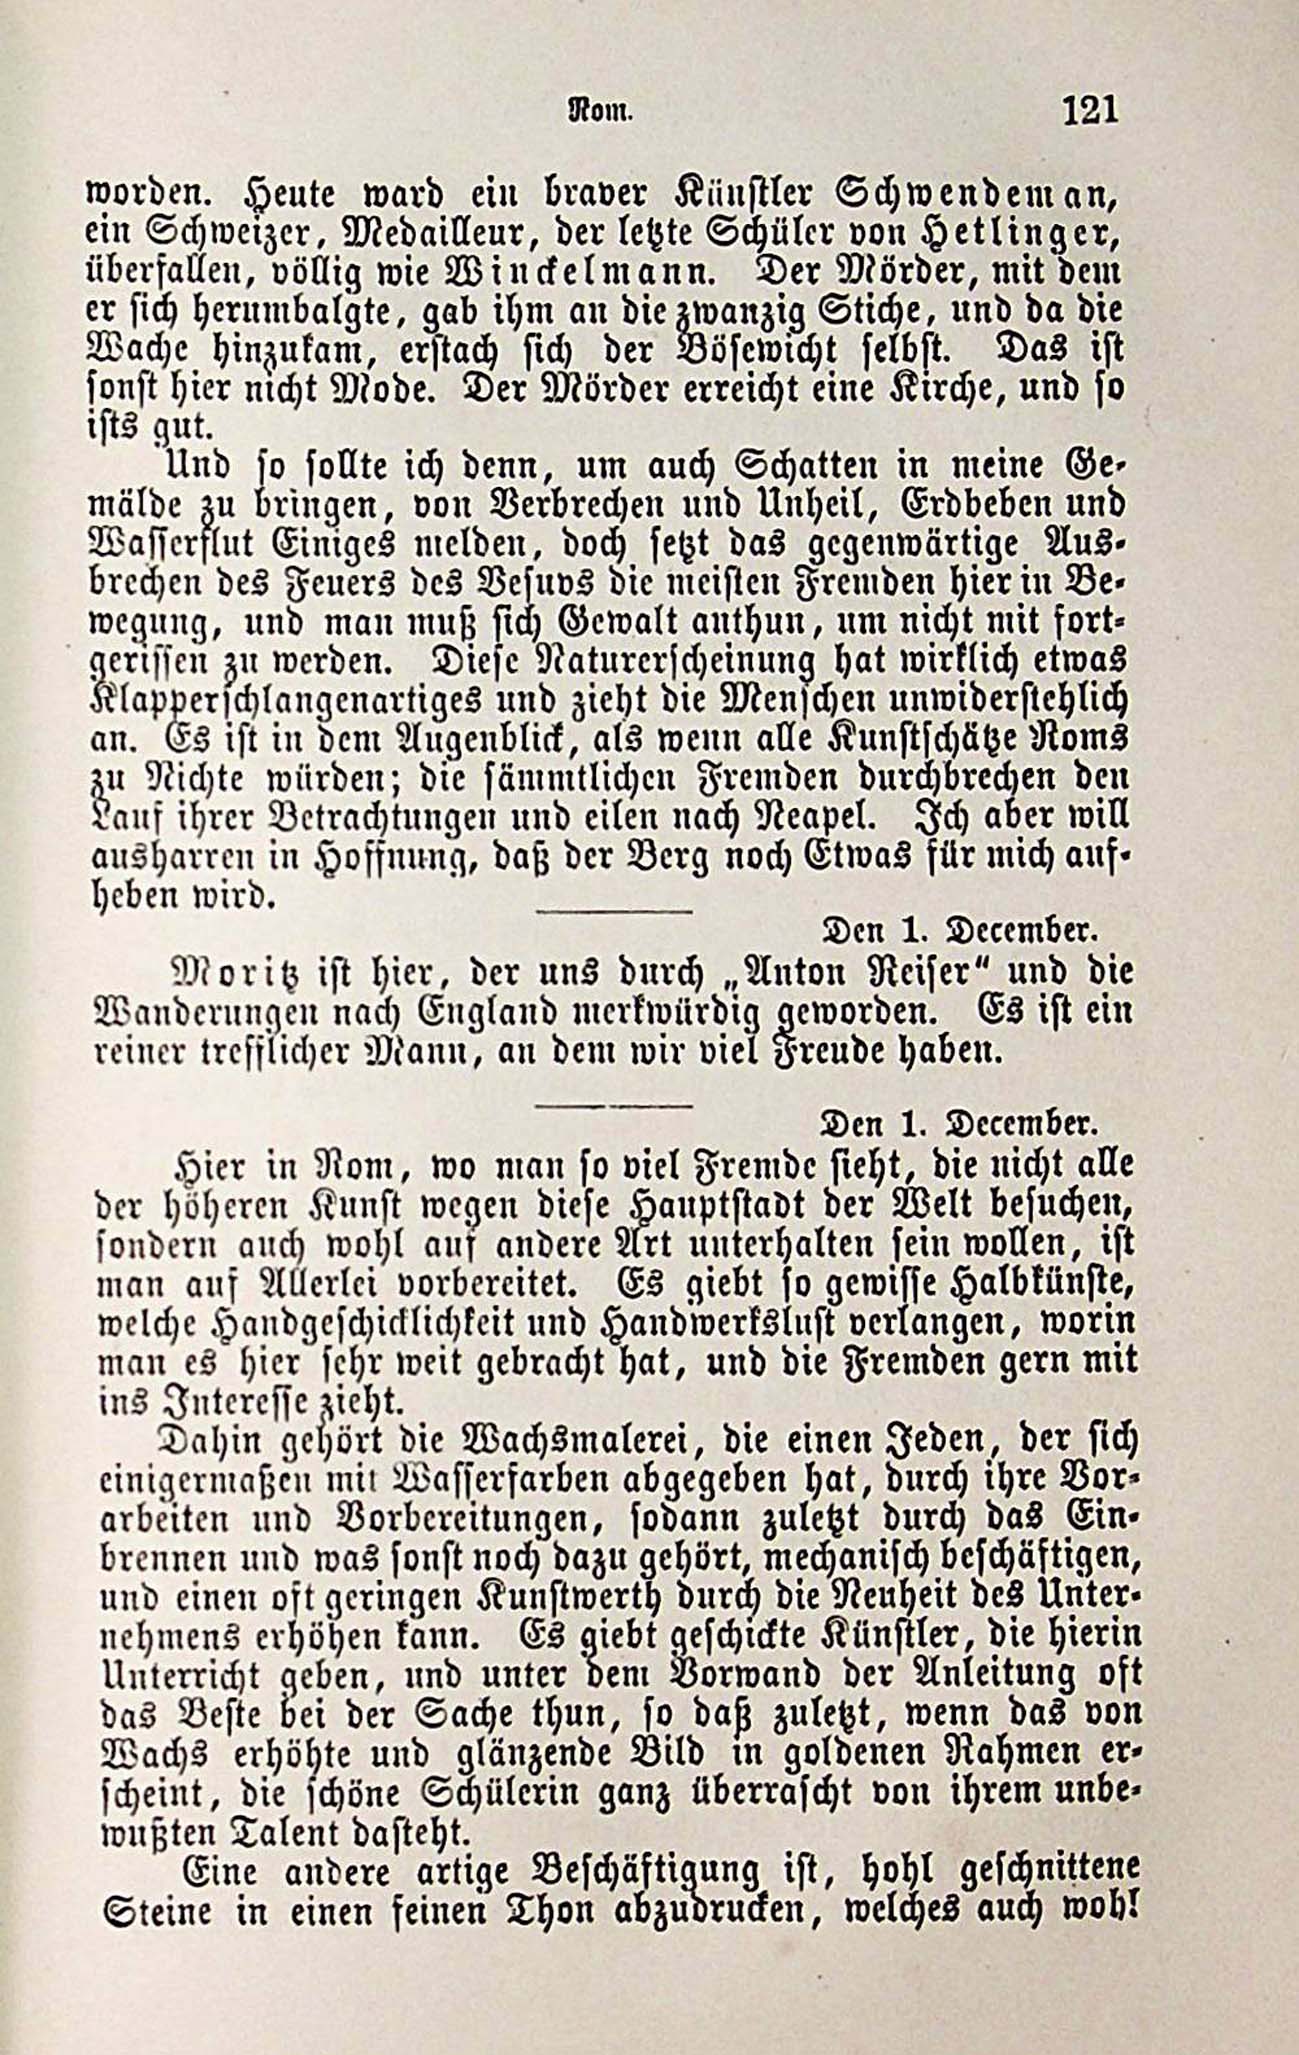 Rom. 121
worden. Heute ward ein braver Künstler Schwendeman,
ein Schweizer, Medailleur, der letzte Schüler von Hetlinger,
überfallen, völlig wie Winckelmann. Der Mörder, mit dem
er sich herumbalgte, gab ihm an die zwanzig Stiche, und da die
Wache hinzukam, erstach sich der Bösewicht selbst. Das ist
sonst hier nicht Mode. Der Mörder erreicht eine Kirche, und so
ists gut.
Und so sollte ich denn, um auch Schatten in meine Ge-
mälde zu bringen, von Verbrechen und Unheil, Erdbeben und
Wasserflut Einiges melden, doch setzt das gegenwärtige Aus-
brechen des Feuers des Vesuvs die meisten Fremden hier in Be-
wegung, und man muß sich Gewalt anthun, um nicht mit fort-
gerissen zu werden. Diese Naturerscheinung hat wirklich etwas
Klapperschlangenartiges und zieht die Menschen unwiderstehlich
an. Es ist in dem Augenblick, als wenn alle Kunstschätze Roms
zu Nichte würden; die sämmtlichen Fremden durchbrechen den
Lauf ihrer Betrachtungen und eilen nach Neapel. Ich aber will
ausharren in Hoffnung, daß der Berg noch Etwas für mich auf-
heben wird.
Den 1. December.
Moritz ist hier, der uns durch „Anton Reiser“ und die
Wanderungen nach England merkwürdig geworden. Es ist ein
reiner trefflicher Mann, an dem wir viel Freude haben.
Den 1. December.
Hier in Rom, wo man so viel Fremde sieht, die nicht alle
der höheren Kunst wegen diese Hauptstadt der Welt besuchen,
sondern auch wohl auf andere Art unterhalten sein wollen, ist
man auf Allerlei vorbereitet. Es giebt so gewisse Halbkünste,
welche Handgeschicklichkeit und Handwerkslust verlangen, worin
man es hier sehr weit gebracht hat, und die Fremden gern mit
ins Interesse zieht.
Dahin gehört die Wachsmalerei, die einen Jeden, der sich
einigermaßen mit Wasserfarben abgegeben hat, durch ihre Vor-
arbeiten und Vorbereitungen, sodann zuletzt durch das Ein-
brennen und was sonst noch dazu gehört, mechanisch beschäftigen,
und einen oft geringen Kunstwerth durch die Neuheit des Unter-
nehmens erhöhen kann. Es giebt geschickte Künstler, die hierin
Unterricht geben, und unter dem Vorwand der Anleitung oft
das Beste bei der Sache thun, so daß zuletzt, wenn das von
Wachs erhöhte und glänzende Bild in goldenen Rahmen er-
scheint, die schöne Schülerin ganz überrascht von ihrem unbe-
wußten Talent dasteht.
Eine andere artige Beschäftigung ist, hohl geschnittene
Steine in einen feinen Thon abzudrucken, welches auch wohl